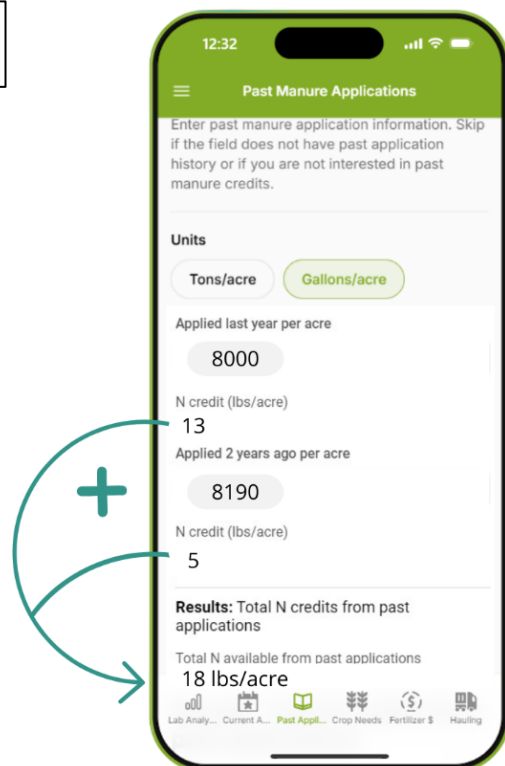 12:32
Past Manure Applications
Enter past manure application information. Skip
if the field does not have past application
history or if you are not interested in past
manure credits.
Units
Tons/acre Gallons/acre
Applied last year per acre
8000
N credit (lbs/acre)
13
Applied 2 years ago per acre
8190
N credit (lbs/acre)
5
+
Results: Total N credits from past
applications
Total N available from past applications
18 lbs/acre
Lab Analy... Current A... Past Appli... Crop Needs Fertilizer $ Hauling